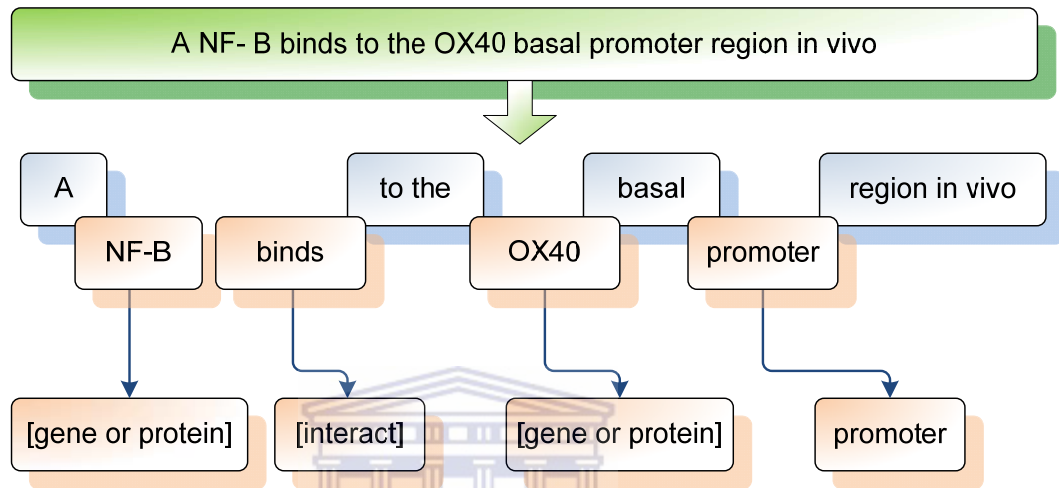 A NF- B binds to the OX40 basal promoter region in vivo
A to the basal region in vivo
NF-B binds OX40 promoter
[gene or protein] [interact] [gene or protein] promoter